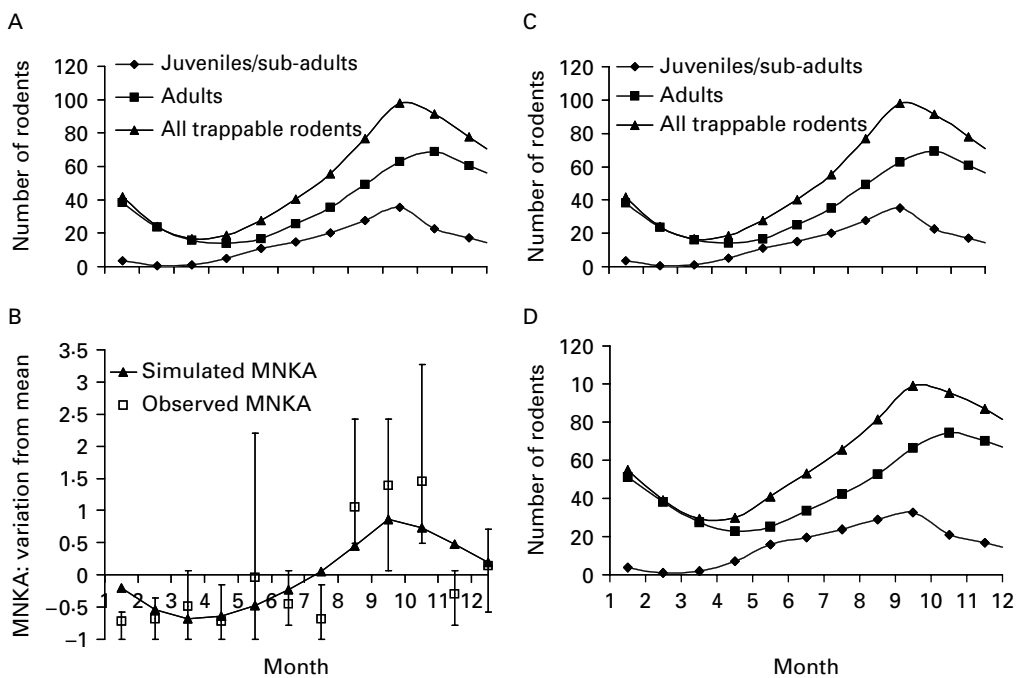 A
Number of rodents
120
100
80
60
40
20
0
Juveniles/sub-adults
Adults
All trappable rodents
C
Number of rodents
120
100
80
60
40
20
0
Juveniles/sub-adults
Adults
All trappable rodents
B
MNKA: variation from mean
3·5
3
2·5
2
1·5
1
0·5
0
−0·5
−1
Simulated MNKA
Observed MNKA
1 2 3 4 5 6 7 8 9 10 11 12
Month
D
Number of rodents
120
10
80
60
40
20
0
1 2 3 4 5 6 7 8 9 10 11 12
Month